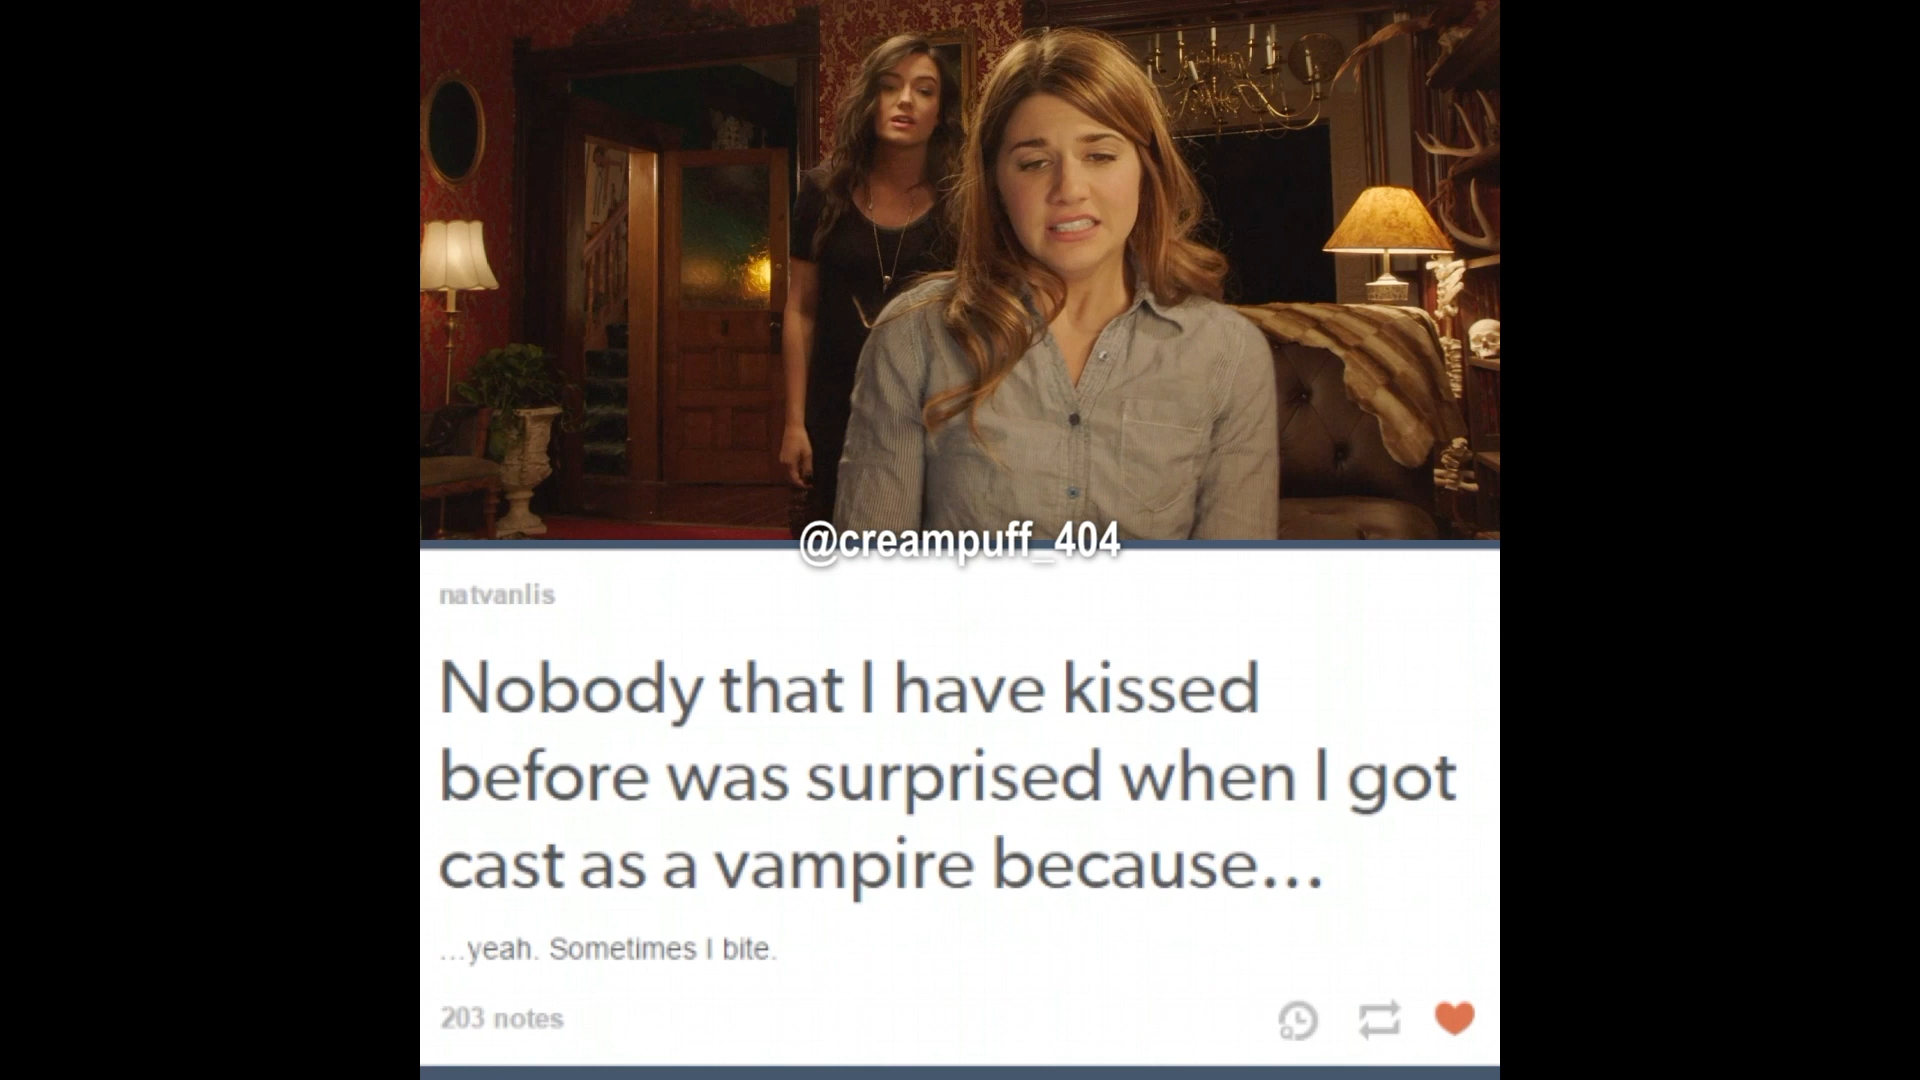 @creampuff_404
natvanlis
Nobody that I have kissed
before was surprised when I got
cast as a vampire because...
...yeah. Sometimes I bite.
203 notes